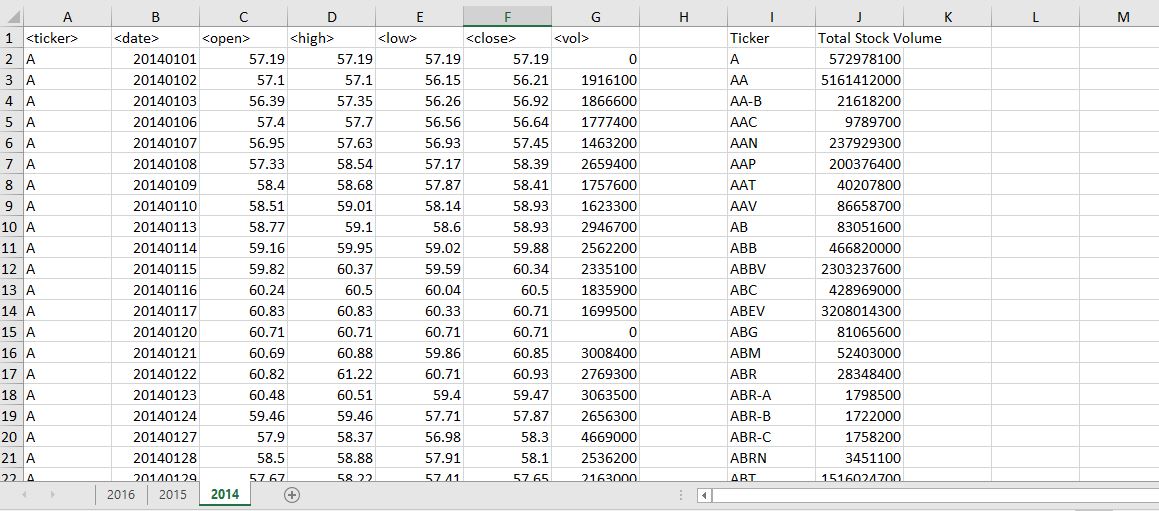 A B C D E F G H I J K L M
1 <ticker> <date> <open> <high> <low> <close> <vol> Ticker Total Stock Volume
2 A 20140101 57.19 57.19 57.19 57.19 0 A 572978100
3 A 20140102 57.1 57.1 56.15 56.21 1916100 AA 5161412000
4 A 20140103 56.39 57.35 56.26 56.92 1866600 AA-B 21618200
5 A 20140106 57.4 57.7 56.56 56.64 1777400 AAC 9789700
6 A 20140107 56.95 57.63 56.93 57.45 1463200 AAN 237929300
7 A 20140108 57.33 58.54 57.17 58.39 2659400 AAP 200376400
8 A 20140109 58.4 58.68 57.87 58.41 1757600 AAT 40207800
9 A 20140110 58.51 59.01 58.14 58.93 1623300 AAV 86658700
10 A 20140113 58.77 59.1 58.6 58.93 2946700 AB 83051600
11 A 20140114 59.16 59.95 59.02 59.88 2562200 ABB 466820000
12 A 20140115 59.82 60.37 59.59 60.34 2335100 ABBV 2303237600
13 A 20140116 60.24 60.5 60.04 60.5 1835900 ABC 428969000
14 A 20140117 60.83 60.83 60.33 60.71 1699500 ABEV 3208014300
15 A 20140120 60.71 60.71 60.71 60.71 0 ABG 81065600
16 A 20140121 60.69 60.88 59.86 60.85 3008400 ABM 52403000
17 A 20140122 60.82 61.22 60.71 60.93 2769300 ABR 28348400
18 A 20140123 60.48 60.51 59.4 59.47 3063500 ABR-A 1798500
19 A 20140124 59.46 59.46 57.71 57.87 2656300 ABR-B 1722000
20 A 20140127 57.9 58.37 56.98 58.3 4669000 ABR-C 1758200
21 A 20140128 58.5 58.88 57.91 58.1 2536200 ABRN 3451100
22 A 20140129 57.67 58.22 57.41 57.65 2163000 ABT 1516024700
2016 2015 2014